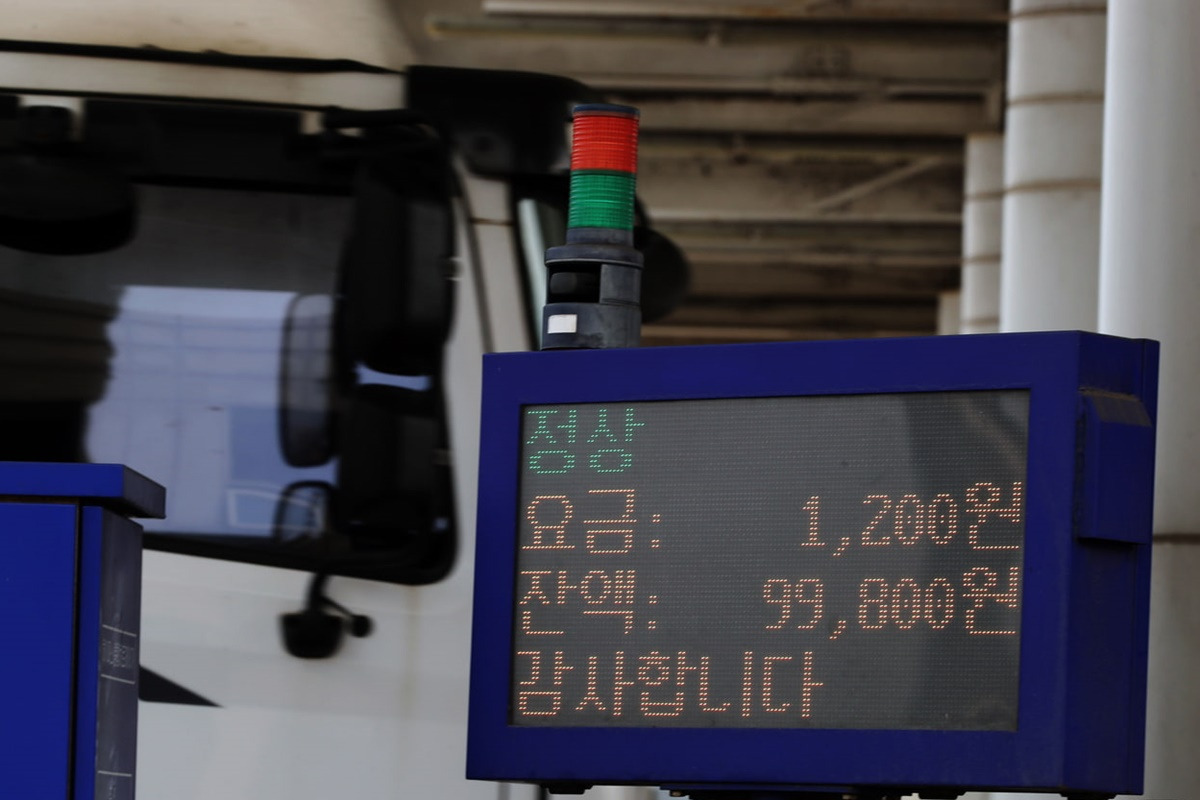 정상
요금: 1,200원
잔액: 99,800원
감사합니다